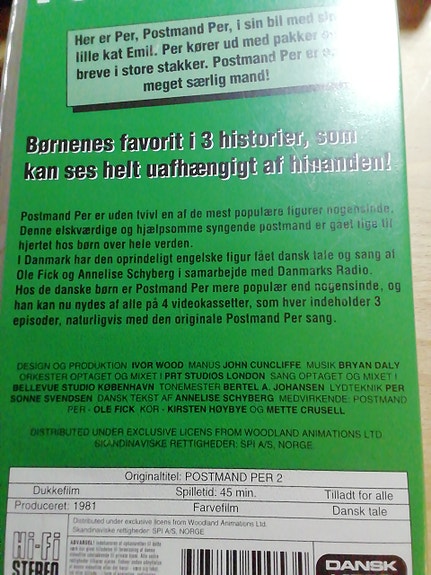 Her er Per, Postmand Per, i sin bil med sin
lille kat Emil. Per kører ud med pakker og
breve i store stakker. Postmand Per er en
meget særlig mand!
Børnenes favorit i 3 historier, som
kan ses helt uafhængigt af hinanden!
Postmand Per er uden tvivl en af de mest populære figurer nogensinde.
Denne elskværdige og hjælpsomme syngende postmand er gået lige til
hjertet hos børn over hele verden.
I Danmark har den oprindeligt engelske figur fået dansk tale og sang af
Ole Fick og Annelise Schyberg i samarbejde med Danmarks Radio.
Hos de danske børn er Postmand Per mere populær end nogensinde, og
han kan nu nydes af alle på 4 videokassetter, som hver indeholder 3
episoder, naturligvis med den originale Postmand Per sang.
DESIGN OG PRODUKTION IVOR WOOD MANUS JOHN CUNCLIFFE MUSIK BRYAN DALY
ORKESTER OPTAGET OG MIXET I PRT STUDIOS LONDON SANG OPTAGET OG MIXET I
BELLEVUE STUDIO KØBENHAVN TONEMESTER BERTEL A. JOHANSEN LYDTEKNIK PER
SONNE SVENDSEN DANSK TEKST AF ANNELISE SCHYBERG MEDVIRKENDE: POSTMAND
PER - OLE FICK KOR - KIRSTEN HØYBYE OG METTE CRUSELL
DISTRIBUTED UNDER EXCLUSIVE LICENS FROM WOODLAND ANIMATIONS LTD.
SKANDINAVISKE RETTIGHEDER: SPI A/S, NORGE.
Originaltitel: POSTMAND PER 2
Dukkefilm Spilletid: 45 min. Tilladt for alle
Produceret: 1981 Farvefilm Dansk tale
Distributed under exclusive licens from Woodland Animations Ltd.
Skandinaviske rettigheder: SPI A/S, NORGE
Hi-Fi
STEREO
ADVARSEL!
DANSK